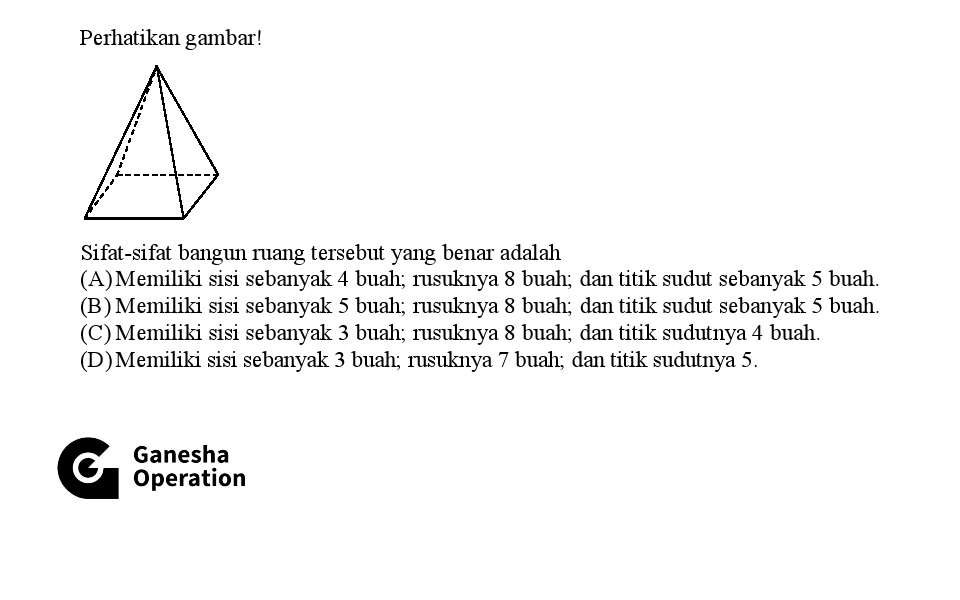 Perhatikan gambar!
Sifat-sifat bangun ruang tersebut yang benar adalah
(A) Memiliki sisi sebanyak 4 buah; rusuknya 8 buah; dan titik sudut sebanyak 5 buah.
(B) Memiliki sisi sebanyak 5 buah; rusuknya 8 buah; dan titik sudut sebanyak 5 buah.
(C) Memiliki sisi sebanyak 3 buah; rusuknya 8 buah; dan titik sudutnya 4 buah.
(D) Memiliki sisi sebanyak 3 buah; rusuknya 7 buah; dan titik sudutnya 5.
Ganesha
Operation